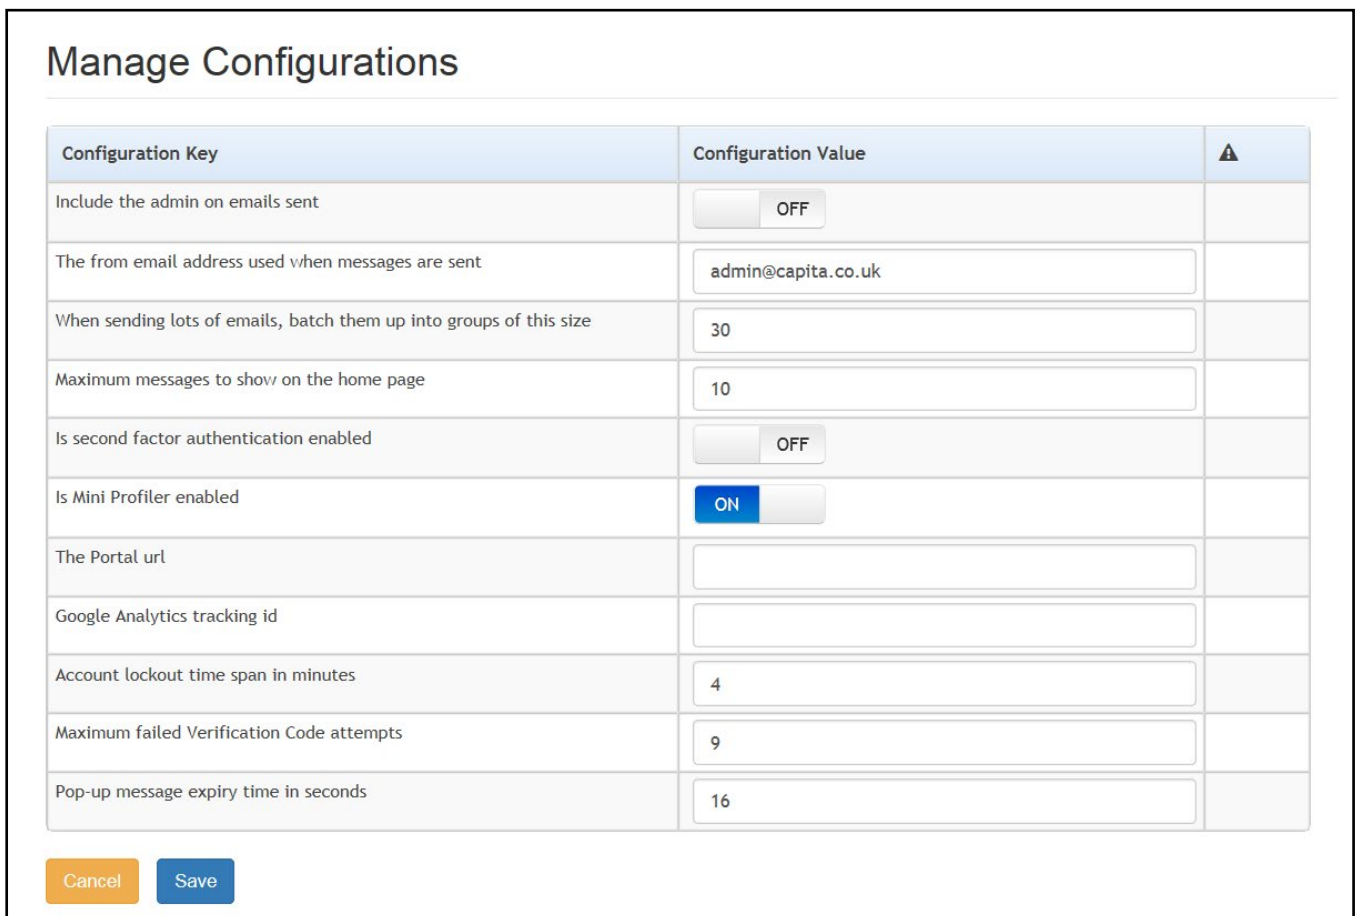 Manage Configurations
Configuration Key Configuration Value
Include the admin on emails sent OFF
The from email address used when messages are sent admin@capita.co.uk
When sending lots of emails, batch them up into groups of this size 30
Maximum messages to show on the home page 10
Is second factor authentication enabled OFF
Is Mini Profiler enabled ON
The Portal url
Google Analytics tracking id
Account lockout time span in minutes 4
Maximum failed Verification Code attempts 9
Pop-up message expiry time in seconds 16
Cancel Save